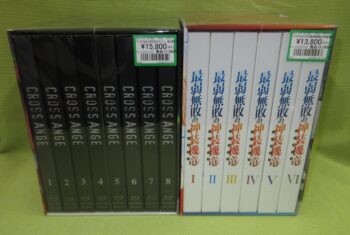 ¥15,800
CROSS ANGE
1
CROSS ANGE
2
CROSS ANGE
3
CROSS ANGE
4
CROSS ANGE
5
CROSS ANGE
6
CROSS ANGE
7
CROSS ANGE
8
¥13,800
最弱無敗の神装機竜
I
最弱無敗の神装機竜
II
最弱無敗の神装機竜
III
最弱無敗の神装機竜
IV
最弱無敗の神装機竜
V
最弱無敗の神装機竜
VI